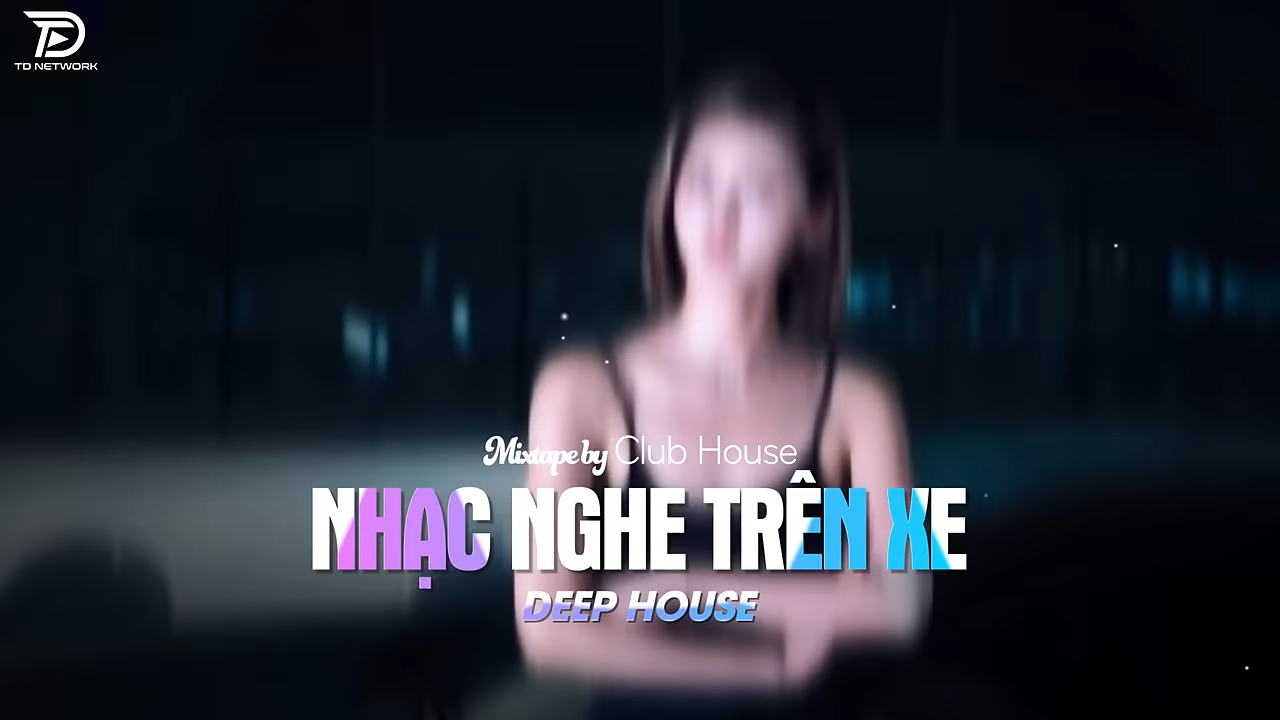 TD NETWORK
Mixtape by Club House
NHẠC NGHE TRÊN XE
DEEP HOUSE